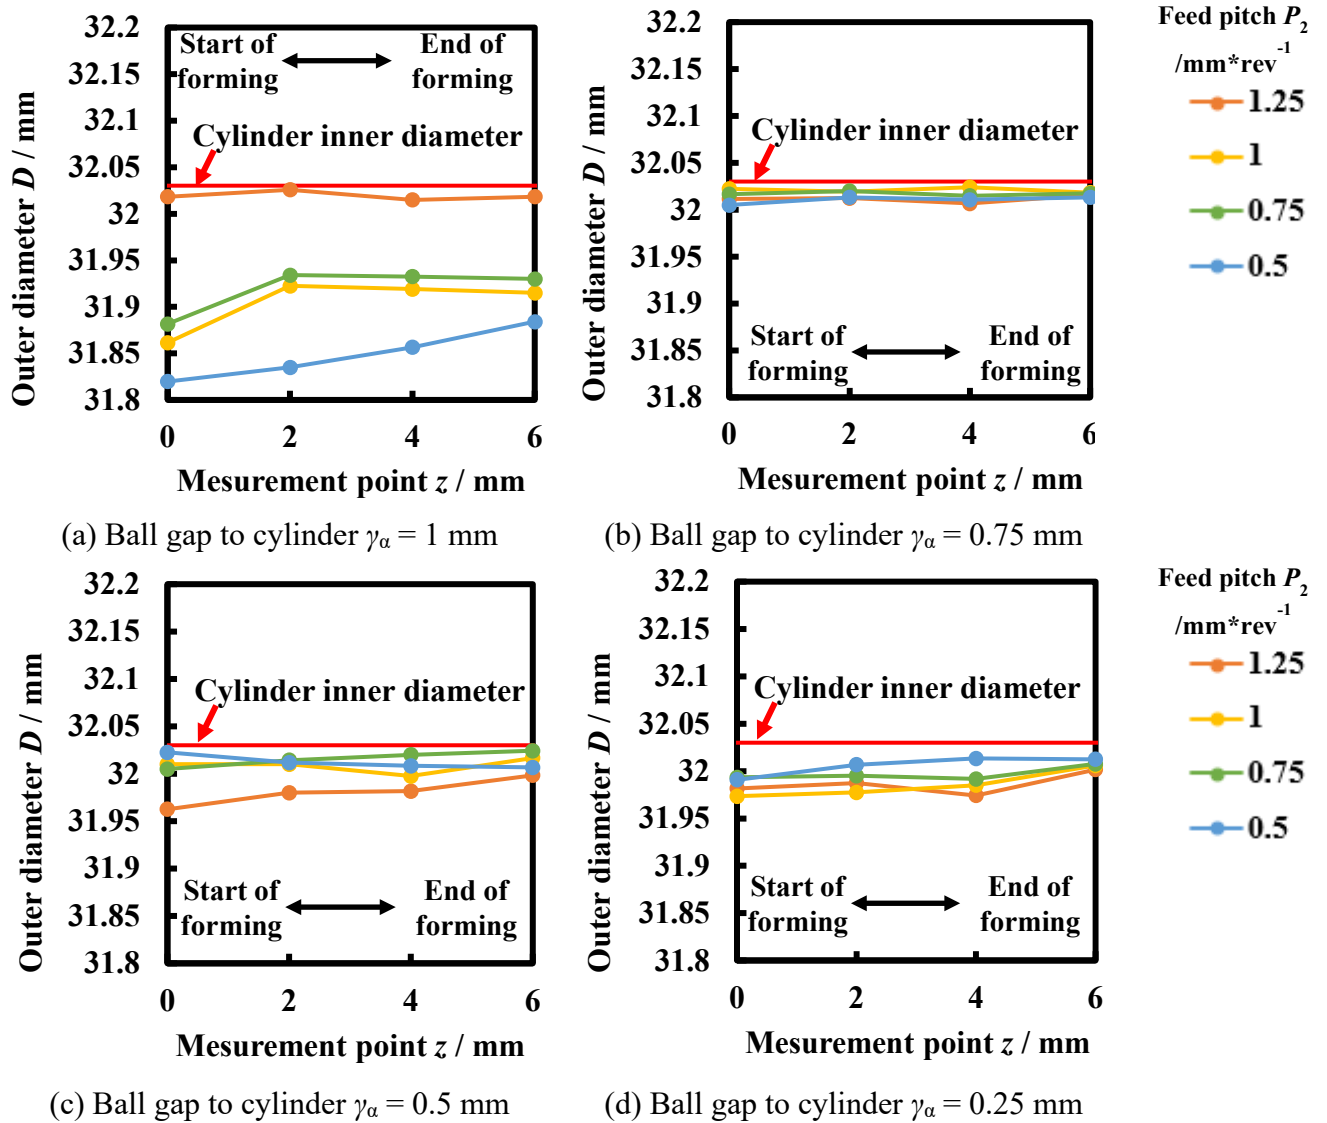 32.2
32.15
32.1
32.05
32
31.95
31.9
31.85
31.8
Outer diameter D / mm
Start of
forming
End of
forming
Cylinder inner diameter
0 2 4 6
Mesurement point z / mm
(a) Ball gap to cylinder γα = 1 mm
32.2
32.15
32.1
32.05
32
31.95
31.9
31.85
31.8
Outer diameter D / mm
Cylinder inner diameter
Start of
forming
End of
forming
0 2 4 6
Mesurement point z / mm
(b) Ball gap to cylinder γα = 0.75 mm
Feed pitch P2
/mm*rev-1
1.25
1
0.75
0.5
32.2
32.15
32.1
32.05
32
31.95
31.9
31.85
31.8
Outer diameter D / mm
Cylinder inner diameter
Start of
forming
End of
forming
0 2 4 6
Mesurement point z / mm
(c) Ball gap to cylinder γα = 0.5 mm
32.2
32.15
32.1
32.05
32
31.95
31.9
31.85
31.8
Outer diameter D / mm
Cylinder inner diameter
Start of
forming
End of
forming
0 2 4 6
Mesurement point z / mm
(d) Ball gap to cylinder γα = 0.25 mm
Feed pitch P2
/mm*rev-1
1.25
1
0.75
0.5